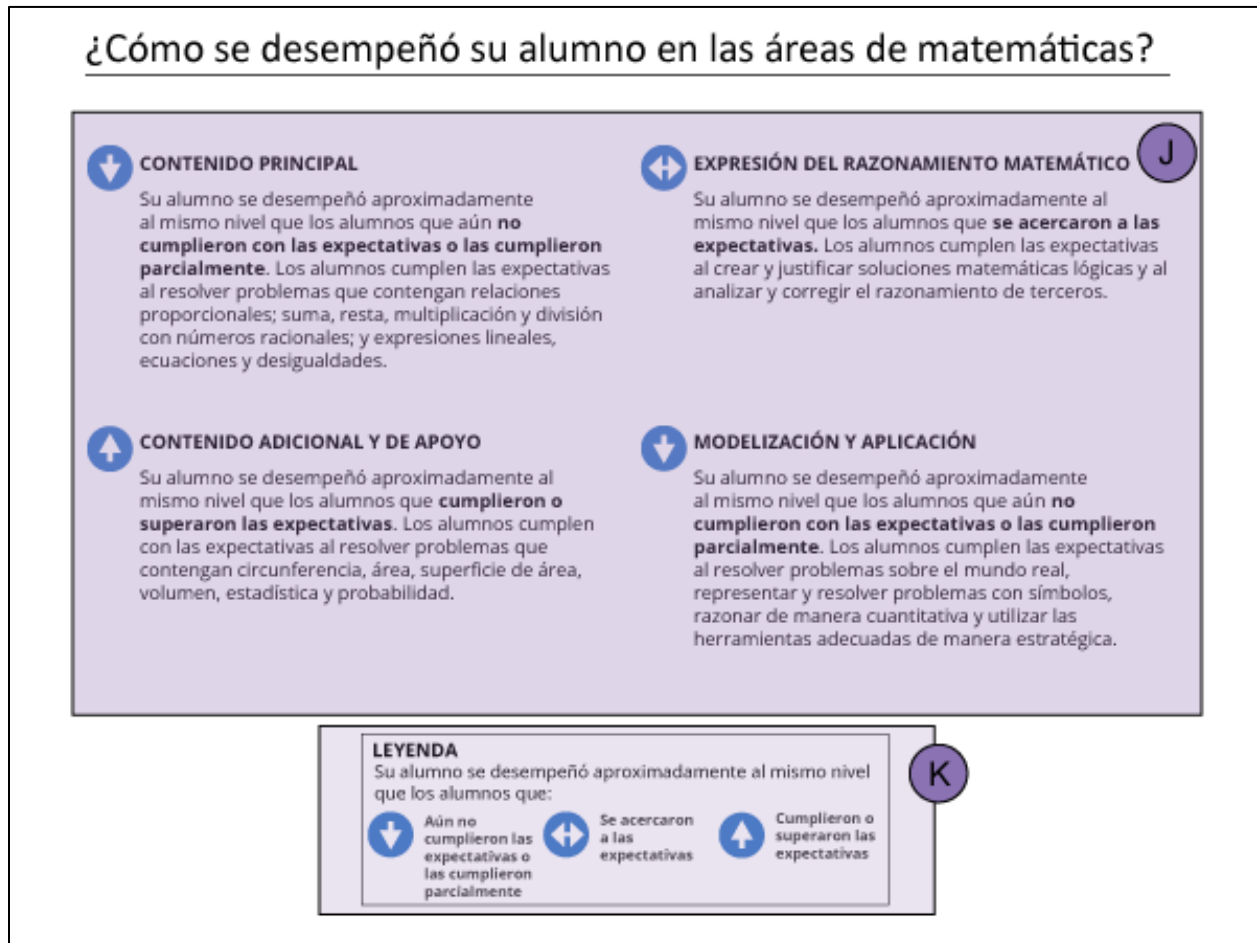 ¿Cómo se desempeñó su alumno en las áreas de matemáticas?
CONTENIDO PRINCIPAL
Su alumno se desempeñó aproximadamente
al mismo nivel que los alumnos que aún no
cumplieron con las expectativas o las cumplieron
parcialmente. Los alumnos cumplen las expectativas
al resolver problemas que contengan relaciones
proporcionales; suma, resta, multiplicación y división
con números racionales; y expresiones lineales,
ecuaciones y desigualdades.
EXPRESIÓN DEL RAZONAMIENTO MATEMÁTICO
J
Su alumno se desempeñó aproximadamente al
mismo nivel que los alumnos que se acercaron a las
expectativas. Los alumnos cumplen las expectativas
al crear y justificar soluciones matemáticas lógicas y al
analizar y corregir el razonamiento de terceros.
CONTENIDO ADICIONAL Y DE APOYO
Su alumno se desempeñó aproximadamente al
mismo nivel que los alumnos que cumplieron o
superaron las expectativas. Los alumnos cumplen
con las expectativas al resolver problemas que
contengan circunferencia, área, superficie de área,
volumen, estadística y probabilidad.
MODELIZACIÓN Y APLICACIÓN
Su alumno se desempeñó aproximadamente
al mismo nivel que los alumnos que aún no
cumplieron con las expectativas o las cumplieron
parcialmente. Los alumnos cumplen las expectativas
al resolver problemas sobre el mundo real,
representar y resolver problemas con símbolos,
razonar de manera cuantitativa y utilizar las
herramientas adecuadas de manera estratégica.
LEYENDA
K
Su alumno se desempeñó aproximadamente al mismo nivel
que los alumnos que:
Aún no
cumplieron las
expectativas o
las cumplieron
parcialmente
Se acercaron
a las
expectativas
Cumplieron o
superaron las
expectativas